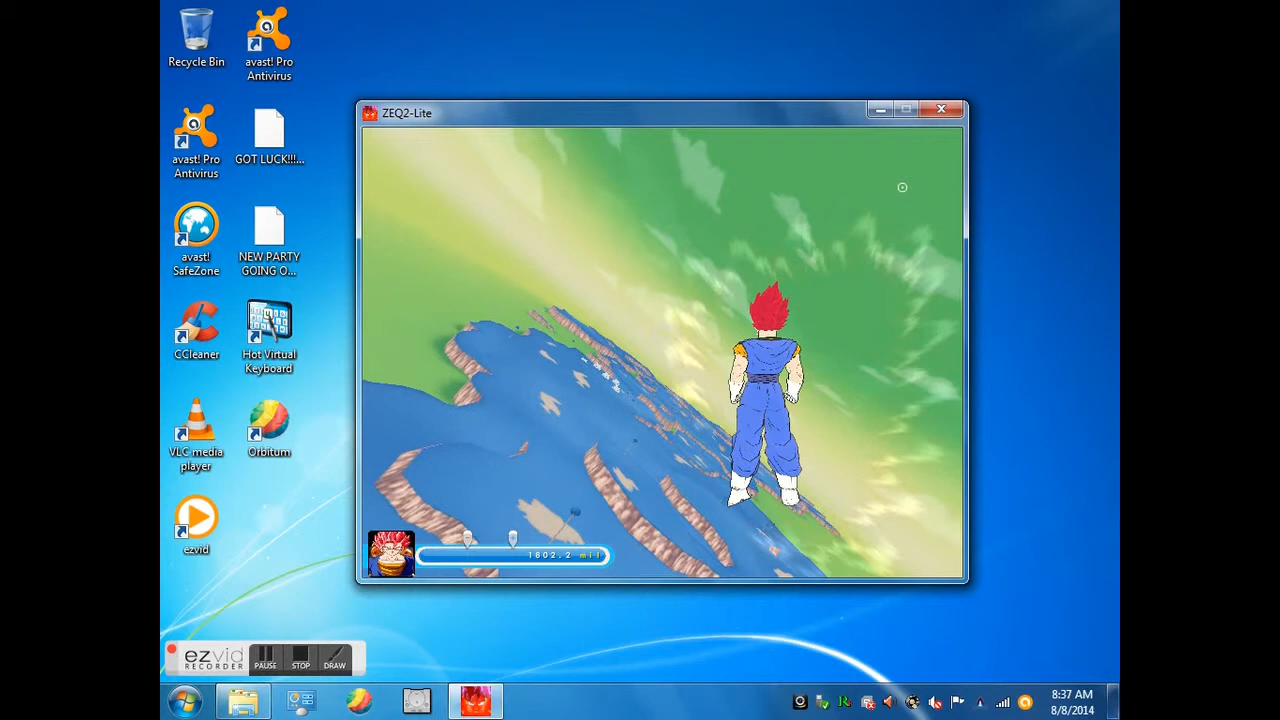 Recycle Bin
avast! Pro
Antivirus
avast! Pro
Antivirus
GOT LUCK!!!...
avast!
SafeZone
NEW PARTY
GOING O...
CCleaner
Hot Virtual
Keyboard
VLC media
player
Orbitum
ezvid
ZEQ2-Lite
1802.2 mil
ezvid
RECORDER
PAUSE
STOP
DRAW
8:37 AM
8/8/2014